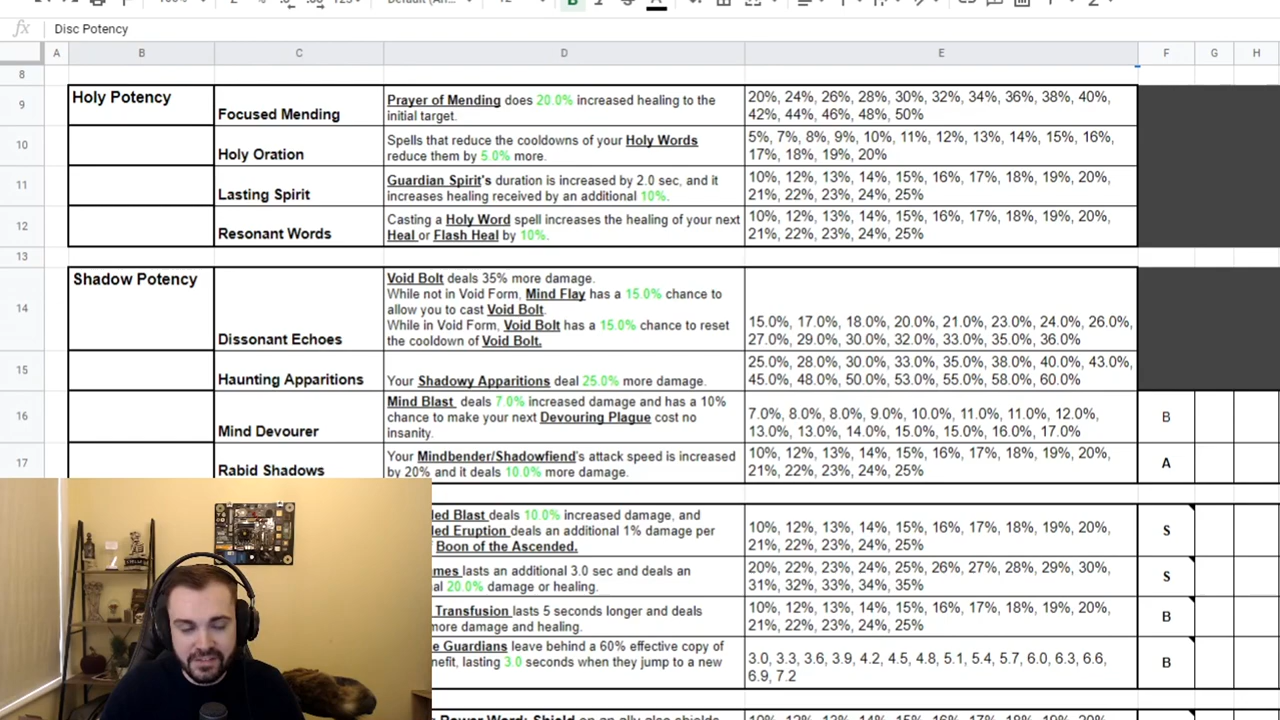 Disc Potency
A B C D E F G H
8
9
Holy Potency
Focused Mending
Prayer of Mending does 20.0% increased healing to the
initial target.
20%, 24%, 26%, 28%, 30%, 32%, 34%, 36%, 38%, 40%,
42%, 44%, 46%, 48%, 50%
10
Holy Oration
Spells that reduce the cooldowns of your Holy Words
reduce them by 5.0% more.
5%, 7%, 8%, 9%, 10%, 11%, 12%, 13%, 14%, 15%, 16%,
17%, 18%, 19%, 20%
11
Lasting Spirit
Guardian Spirit's duration is increased by 2.0 sec, and it
increases healing received by an additional 10%.
10%, 12%, 13%, 14%, 15%, 16%, 17%, 18%, 19%, 20%,
21%, 22%, 23%, 24%, 25%
12
Resonant Words
Casting a Holy Word spell increases the healing of your next
Heal or Flash Heal by 10%.
10%, 12%, 13%, 14%, 15%, 16%, 17%, 18%, 19%, 20%,
21%, 22%, 23%, 24%, 25%
13
14
Shadow Potency
Dissonant Echoes
Void Bolt deals 35% more damage.
While not in Void Form, Mind Flay has a 15.0% chance to
allow you to cast Void Bolt.
While in Void Form, Void Bolt has a 15.0% chance to reset
the cooldown of Void Bolt.
15.0%, 17.0%, 18.0%, 20.0%, 21.0%, 23.0%, 24.0%, 26.0%,
27.0%, 29.0%, 30.0%, 32.0%, 33.0%, 35.0%, 36.0%
15
Haunting Apparitions
Your Shadowy Apparitions deal 25.0% more damage.
25.0%, 28.0%, 30.0%, 33.0%, 35.0%, 38.0%, 40.0%, 43.0%,
45.0%, 48.0%, 50.0%, 53.0%, 55.0%, 58.0%, 60.0%
16
Mind Devourer
Mind Blast deals 7.0% increased damage and has a 10%
chance to make your next Devouring Plague cost no
insanity.
7.0%, 8.0%, 8.0%, 9.0%, 10.0%, 11.0%, 11.0%, 12.0%,
13.0%, 13.0%, 14.0%, 15.0%, 15.0%, 16.0%, 17.0%
B
17
Rabid Shadows
Your Mindbender/Shadowfiend's attack speed is increased
by 20% and it deals 10.0% more damage.
10%, 12%, 13%, 14%, 15%, 16%, 17%, 18%, 19%, 20%,
21%, 22%, 23%, 24%, 25%
A
ed Blast deals 10.0% increased damage, and
ed Eruption deals an additional 1% damage per
Boon of the Ascended.
10%, 12%, 13%, 14%, 15%, 16%, 17%, 18%, 19%, 20%,
21%, 22%, 23%, 24%, 25%
S
mes lasts an additional 3.0 sec and deals an
al 20.0% damage or healing.
20%, 22%, 23%, 24%, 25%, 26%, 27%, 28%, 29%, 30%,
31%, 32%, 33%, 34%, 35%
S
Transfusion lasts 5 seconds longer and deals
more damage and healing.
10%, 12%, 13%, 14%, 15%, 16%, 17%, 18%, 19%, 20%,
21%, 22%, 23%, 24%, 25%
B
e Guardians leave behind a 60% effective copy of
nefit, lasting 3.0 seconds when they jump to a new
3.0, 3.3, 3.6, 3.9, 4.2, 4.5, 4.8, 5.1, 5.4, 5.7, 6.0, 6.3, 6.6,
6.9, 7.2
B